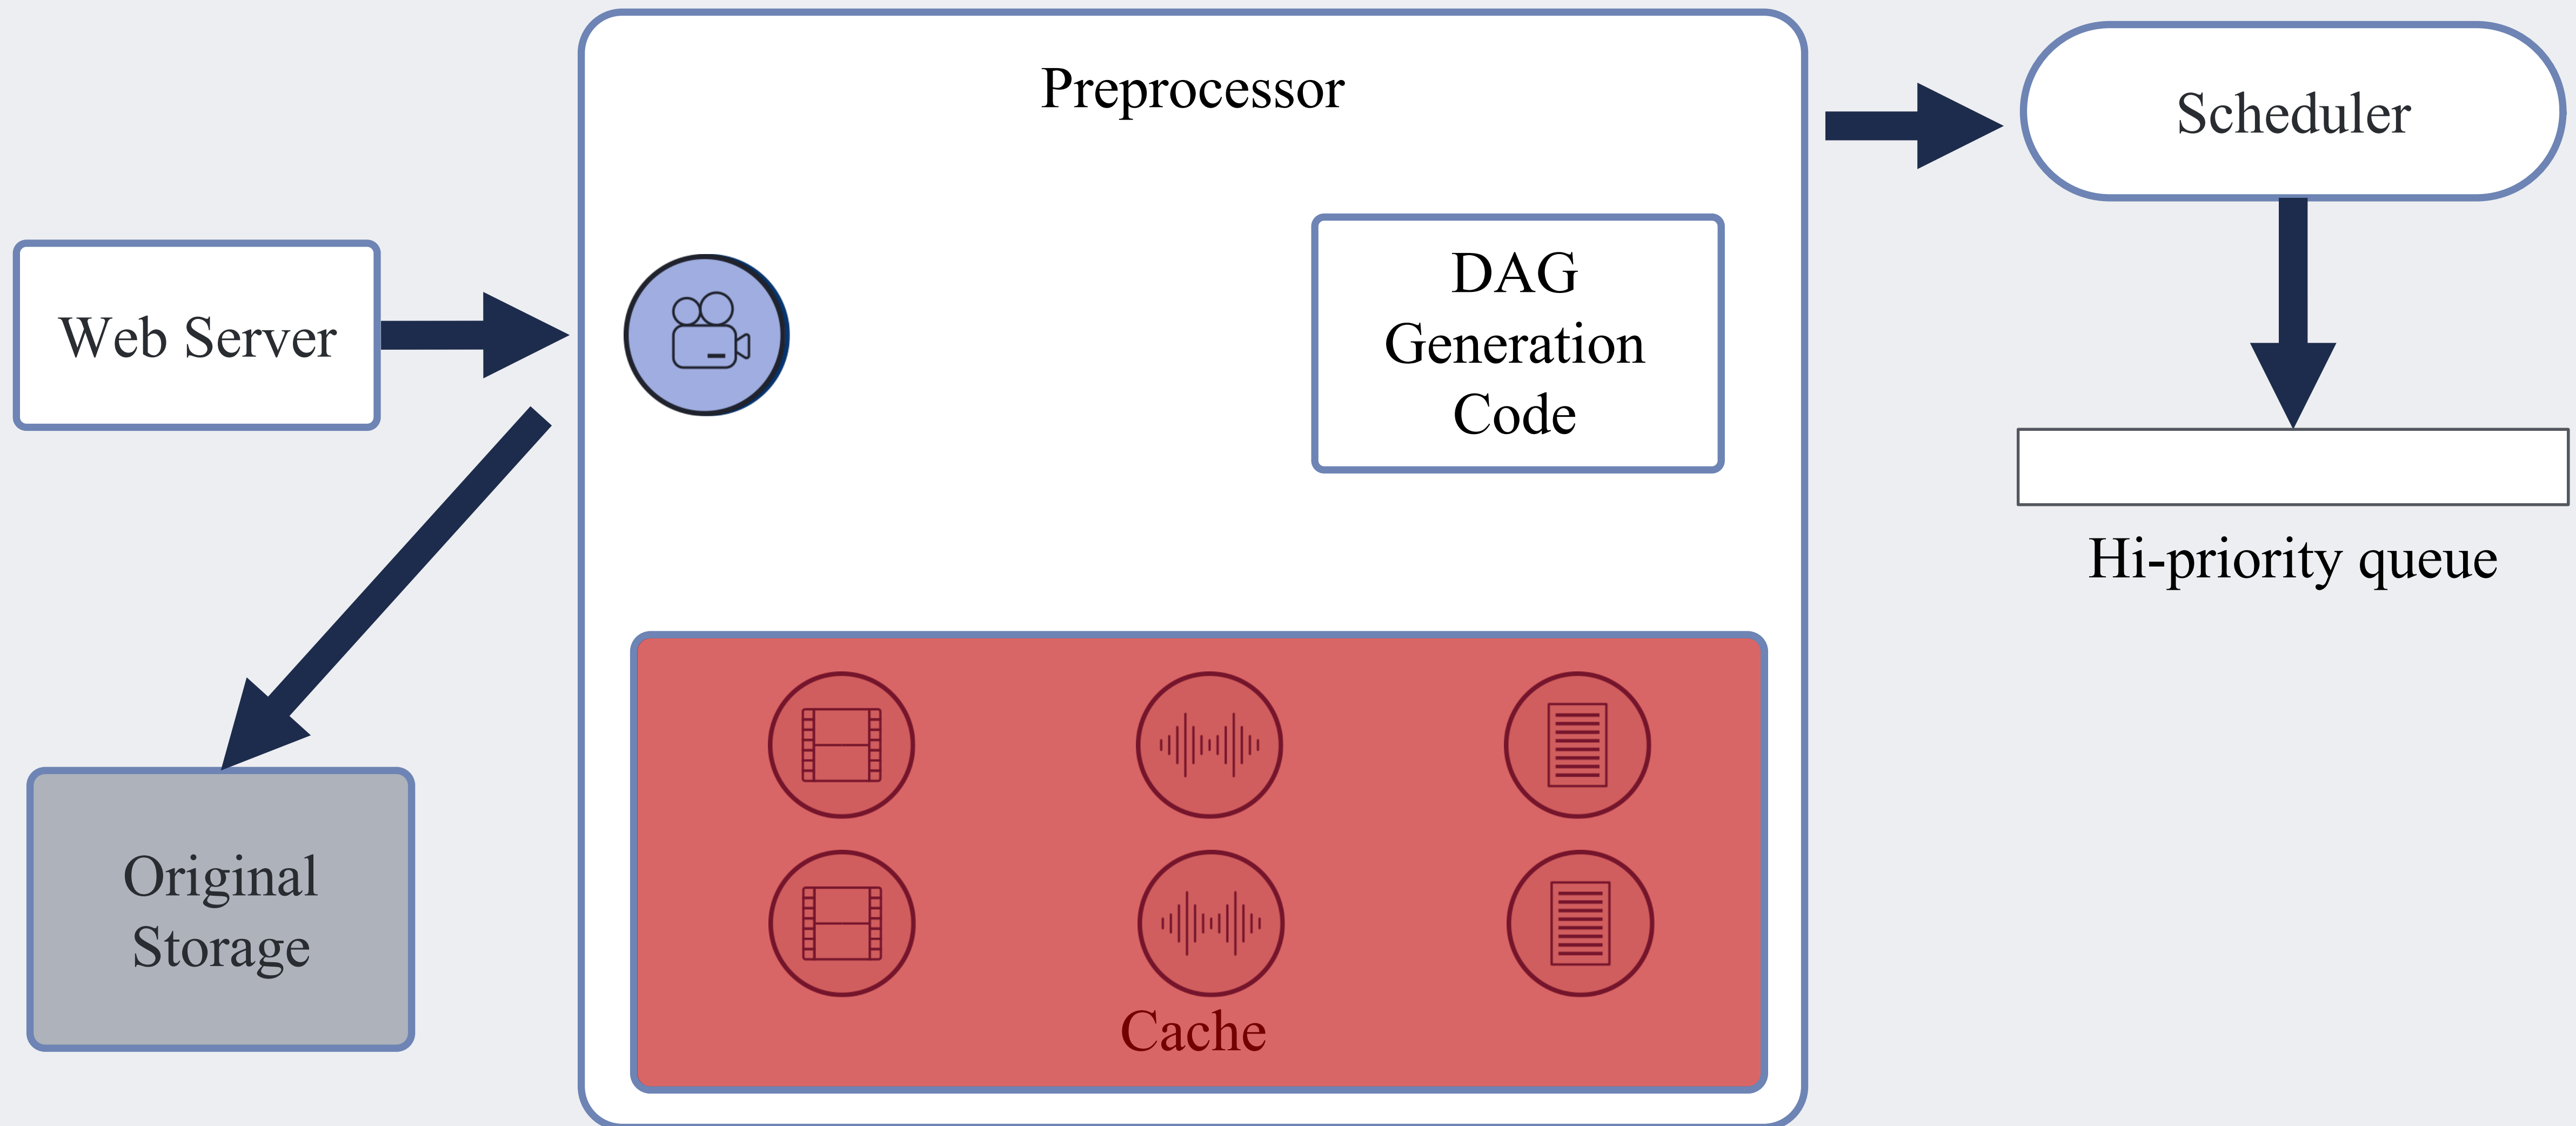 Preprocessor
Scheduler
Web Server
DAG
Generation
Code
Hi-priority queue
Original
Storage
Cache